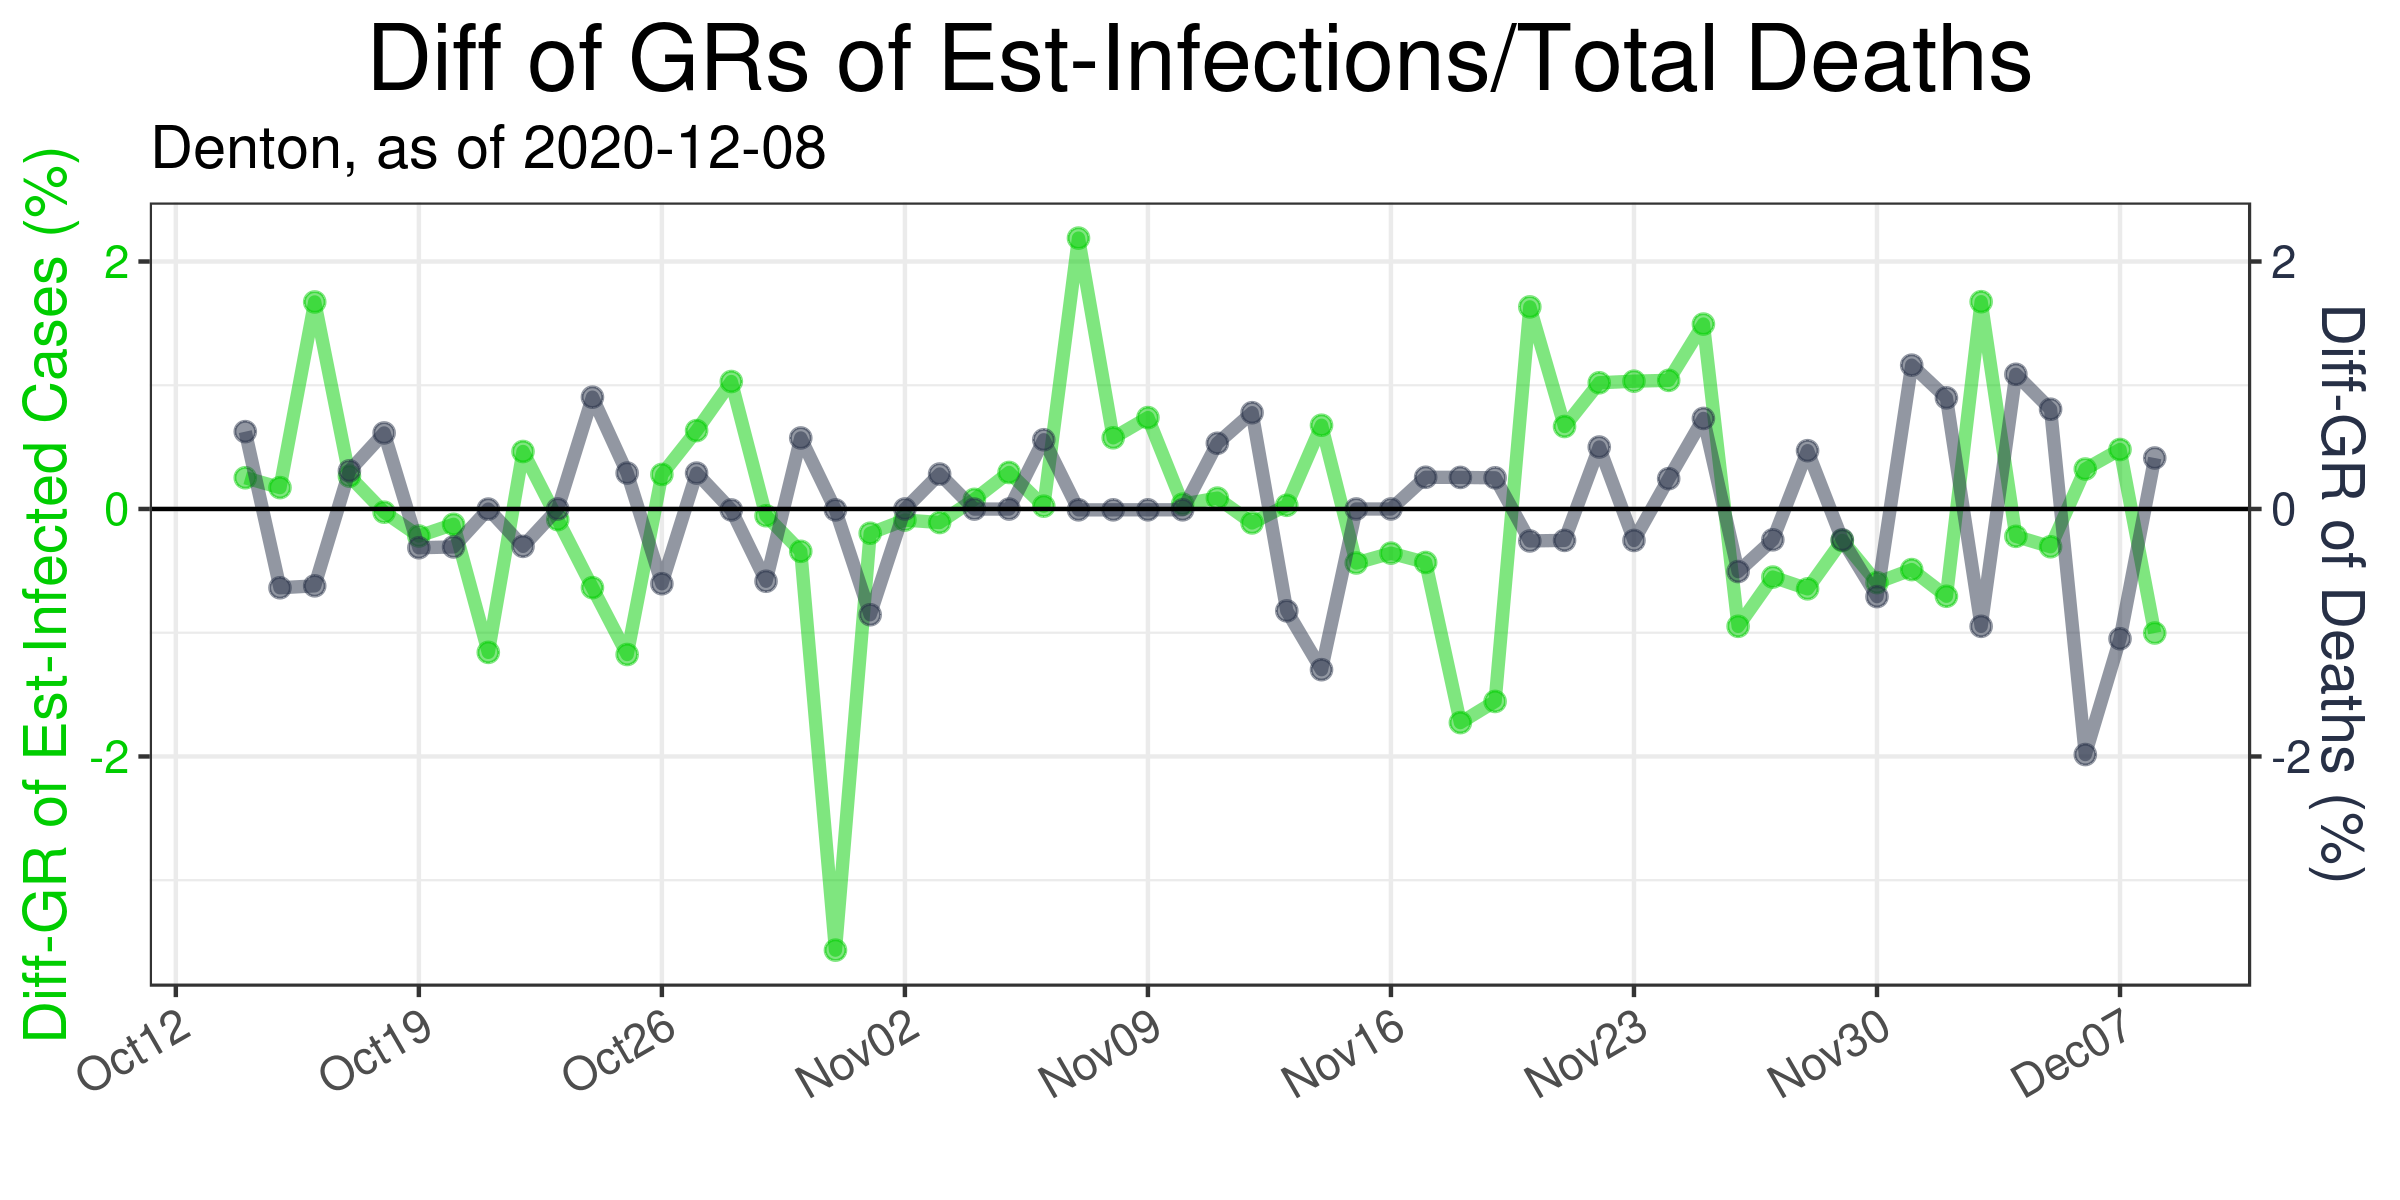 Diff of GRs of Est-Infections/Total Deaths
Denton, as of 2020-12-08
Diff-GR of Est-Infected Cases (%)
2
0
-2
2
0
-2
Diff-GR of Deaths (%)
Oct12
Oct19
Oct26
Nov02
Nov09
Nov16
Nov23
Nov30
Dec07